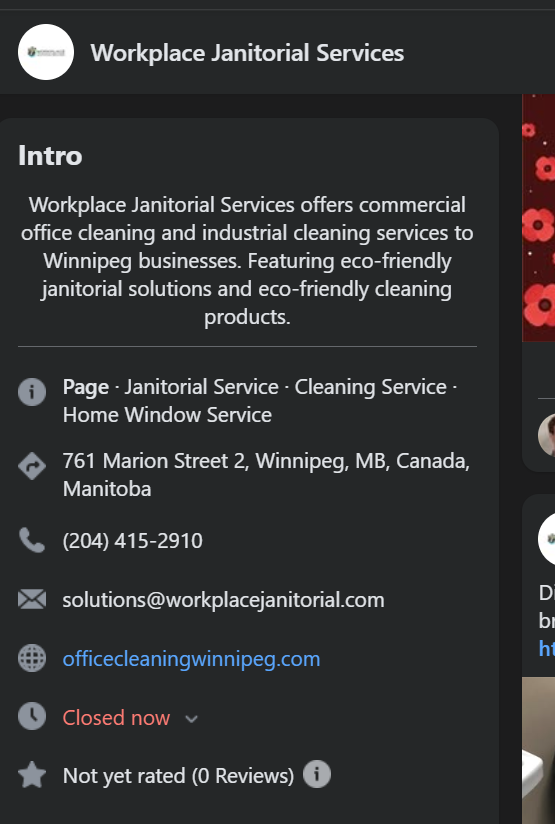 Workplace Janitorial Services
Intro
Workplace Janitorial Services offers commercial
office cleaning and industrial cleaning services to
Winnipeg businesses. Featuring eco-friendly
janitorial solutions and eco-friendly cleaning
products.
Page · Janitorial Service · Cleaning Service ·
Home Window Service
761 Marion Street 2, Winnipeg, MB, Canada,
Manitoba
(204) 415-2910
solutions@workplacejanitorial.com
officecleaningwinnipeg.com
Closed now
Not yet rated (0 Reviews)